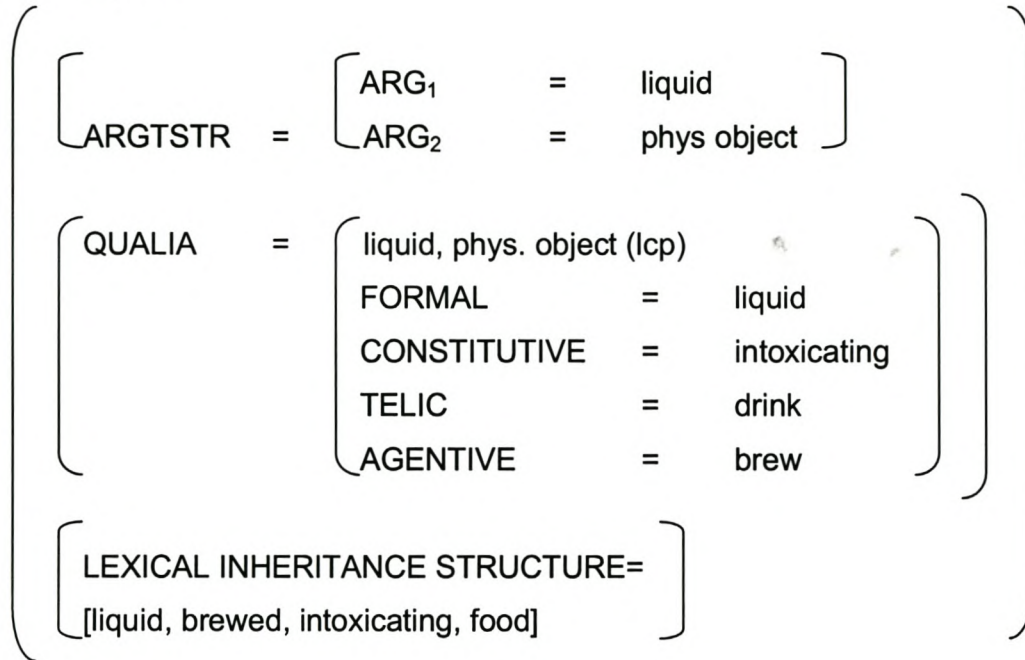 ARG₁ = liquid
ARGTSTR = ARG₂ = phys object
QUALIA = liquid, phys. object (lcp)
FORMAL = liquid
CONSTITUTIVE = intoxicating
TELIC = drink
AGENTIVE = brew
LEXICAL INHERITANCE STRUCTURE=
[liquid, brewed, intoxicating, food]